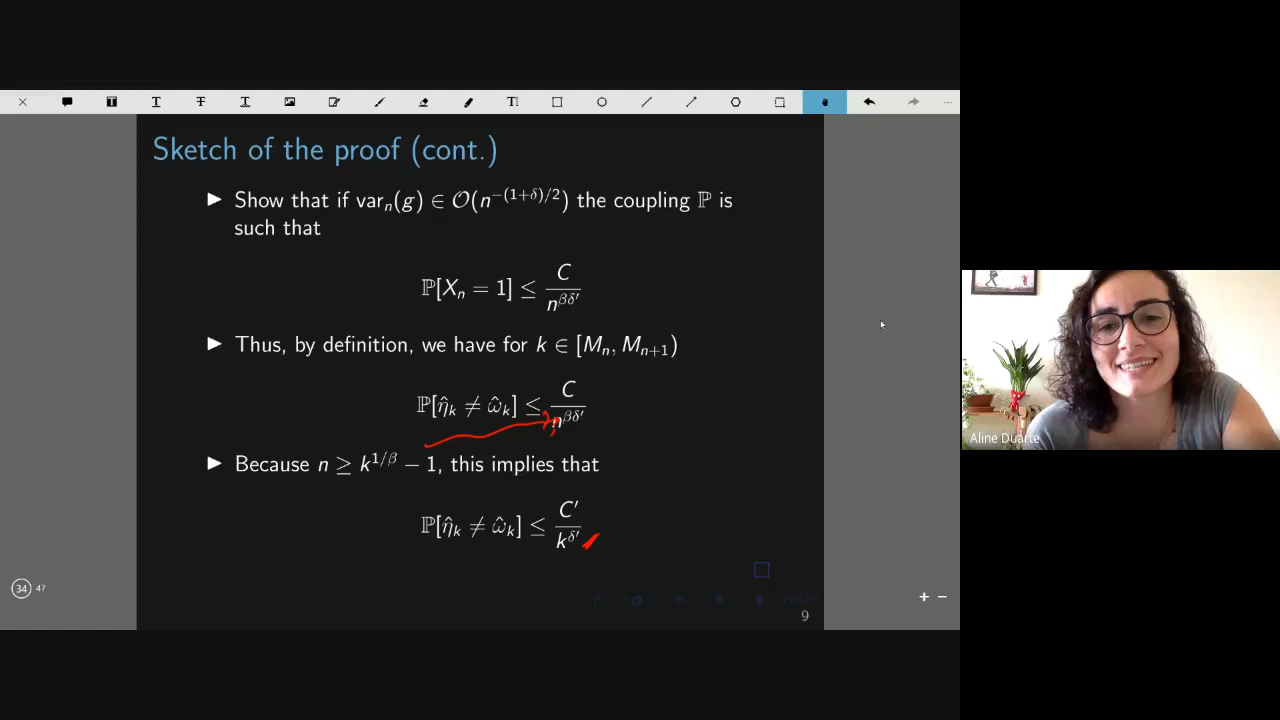 Sketch of the proof (cont.)
▶ Show that if varₙ(g) ∈ 𝒪(n^{−(1+δ)/2}) the coupling ℙ is
such that
ℙ[Xₙ = 1] ≤ C / n^{βδ′}
▶ Thus, by definition, we have for k ∈ [Mₙ, Mₙ₊₁)
ℙ[η̂ₖ ≠ ω̂ₖ] ≤ C / n^{βδ′}
▶ Because n ≥ k^{1/β} − 1, this implies that
ℙ[η̂ₖ ≠ ω̂ₖ] ≤ C′ / k^{δ′}
34 47
9
Aline Duarte